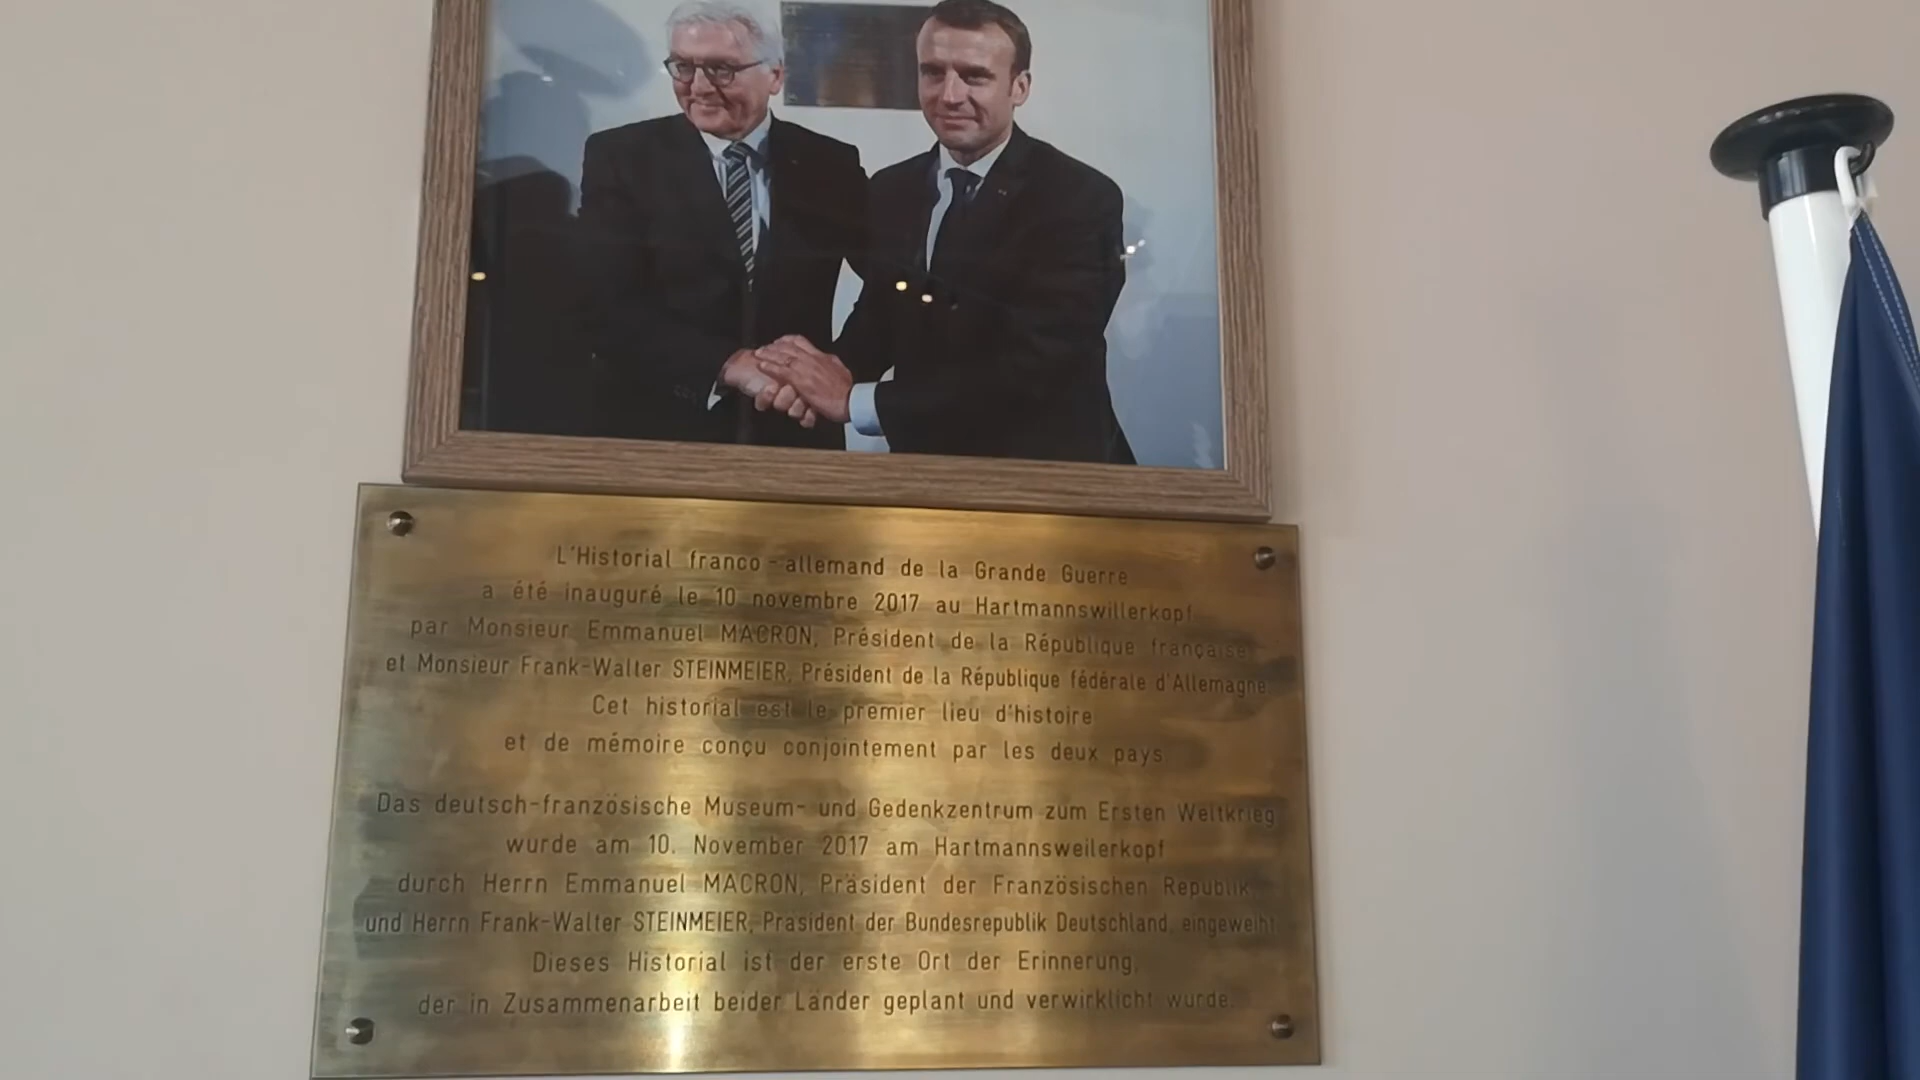 L'Historial franco-allemand de la Grande Guerre
a été inauguré le 10 novembre 2017 au Hartmannswillerkopf
par Monsieur Emmanuel MACRON, Président de la République française
et Monsieur Frank-Walter STEINMEIER, Président de la République fédérale d'Allemagne.
Cet historial est le premier lieu d'histoire
et de mémoire conçu conjointement par les deux pays.
Das deutsch-französische Museum- und Gedenkzentrum zum Ersten Weltkrieg
wurde am 10. November 2017 am Hartmannsweilerkopf
durch Herrn Emmanuel MACRON, Präsident der Französischen Republik
und Herrn Frank-Walter STEINMEIER, Präsident der Bundesrepublik Deutschland, eingeweiht.
Dieses Historial ist der erste Ort der Erinnerung,
der in Zusammenarbeit beider Länder geplant und verwirklicht wurde.